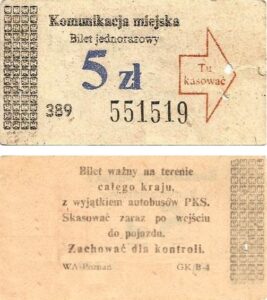 Komunikacja miejska
Bilet jednorazowy
5 zł
Tu
kasować
389 551519
Bilet ważny na terenie
całego kraju,
z wyjątkiem autobusów PKS.
Skasować zaraz po wejściu
do pojazdu.
Zachować dla kontroli.
WA-Poznań GK/B-4